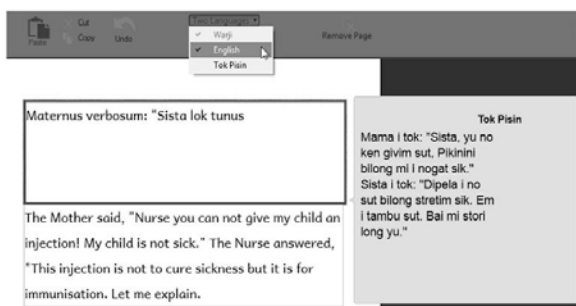 Cut
Paste
Copy
Undo
Two Languages
Remove Page
Warji
English
Tok Pisin
Maternus verbosum: "Sista lok tunus
The Mother said, "Nurse you can not give my child an
injection! My child is not sick." The Nurse answered,
"This injection is not to cure sickness but it is for
immunisation. Let me explain.
Tok Pisin
Mama i tok: "Sista, yu no
ken givim sut, Pikinini
bilong mi i nogat sik."
Sista i tok: "Dipela i no
sut bilong stretim sik. Em
i tambu sut. Bai mi stori
long yu."